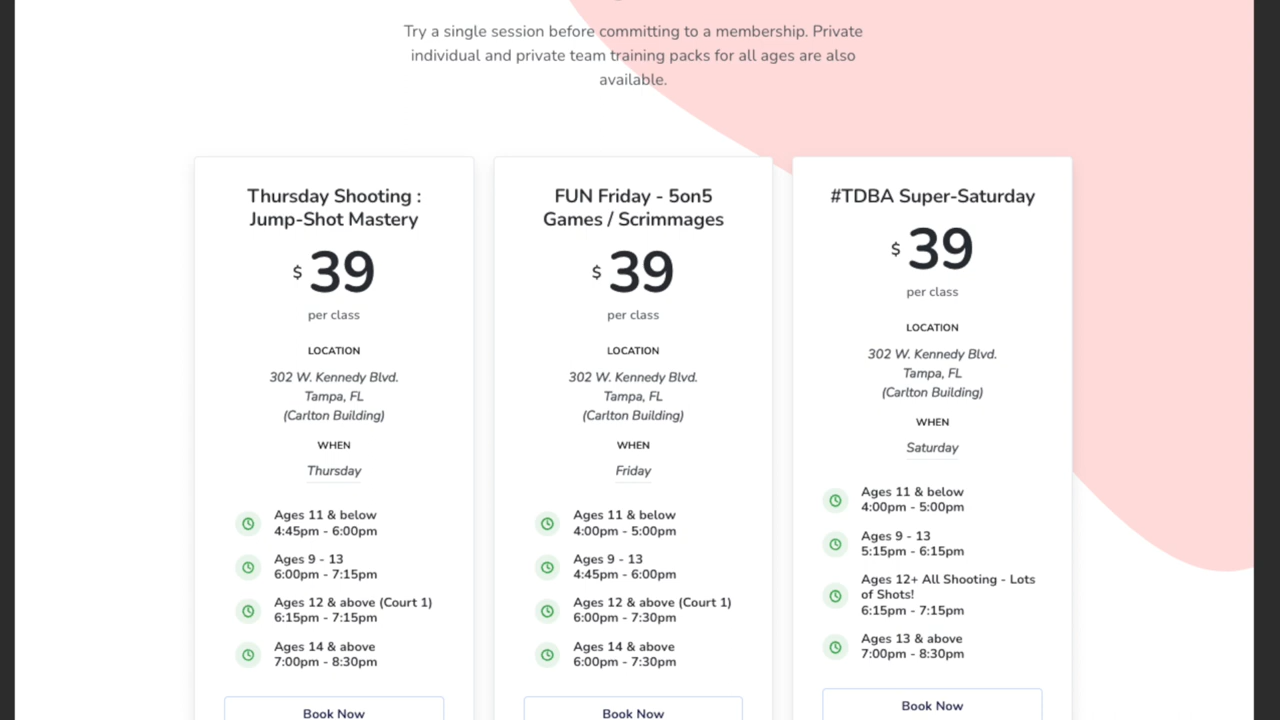 Try a single session before committing to a membership. Private
individual and private team training packs for all ages are also
available.
Thursday Shooting :
Jump-Shot Mastery
$ 39
per class
LOCATION
302 W. Kennedy Blvd.
Tampa, FL
(Carlton Building)
WHEN
Thursday
Ages 11 & below
4:45pm - 6:00pm
Ages 9 - 13
6:00pm - 7:15pm
Ages 12 & above (Court 1)
6:15pm - 7:15pm
Ages 14 & above
7:00pm - 8:30pm
Book Now
FUN Friday - 5on5
Games / Scrimmages
$ 39
per class
LOCATION
302 W. Kennedy Blvd.
Tampa, FL
(Carlton Building)
WHEN
Friday
Ages 11 & below
4:00pm - 5:00pm
Ages 9 - 13
4:45pm - 6:00pm
Ages 12 & above (Court 1)
6:00pm - 7:30pm
Ages 14 & above
6:00pm - 7:30pm
Book Now
#TDBA Super-Saturday
$ 39
per class
LOCATION
302 W. Kennedy Blvd.
Tampa, FL
(Carlton Building)
WHEN
Saturday
Ages 11 & below
4:00pm - 5:00pm
Ages 9 - 13
5:15pm - 6:15pm
Ages 12+ All Shooting - Lots
of Shots!
6:15pm - 7:15pm
Ages 13 & above
7:00pm - 8:30pm
Book Now